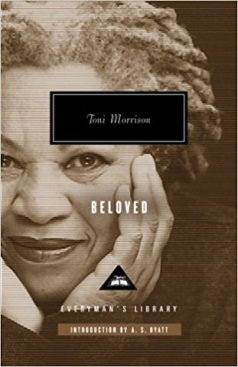 Toni Morrison
BELOVED
EVERYMAN'S LIBRARY
INTRODUCTION BY A. S. BYATT